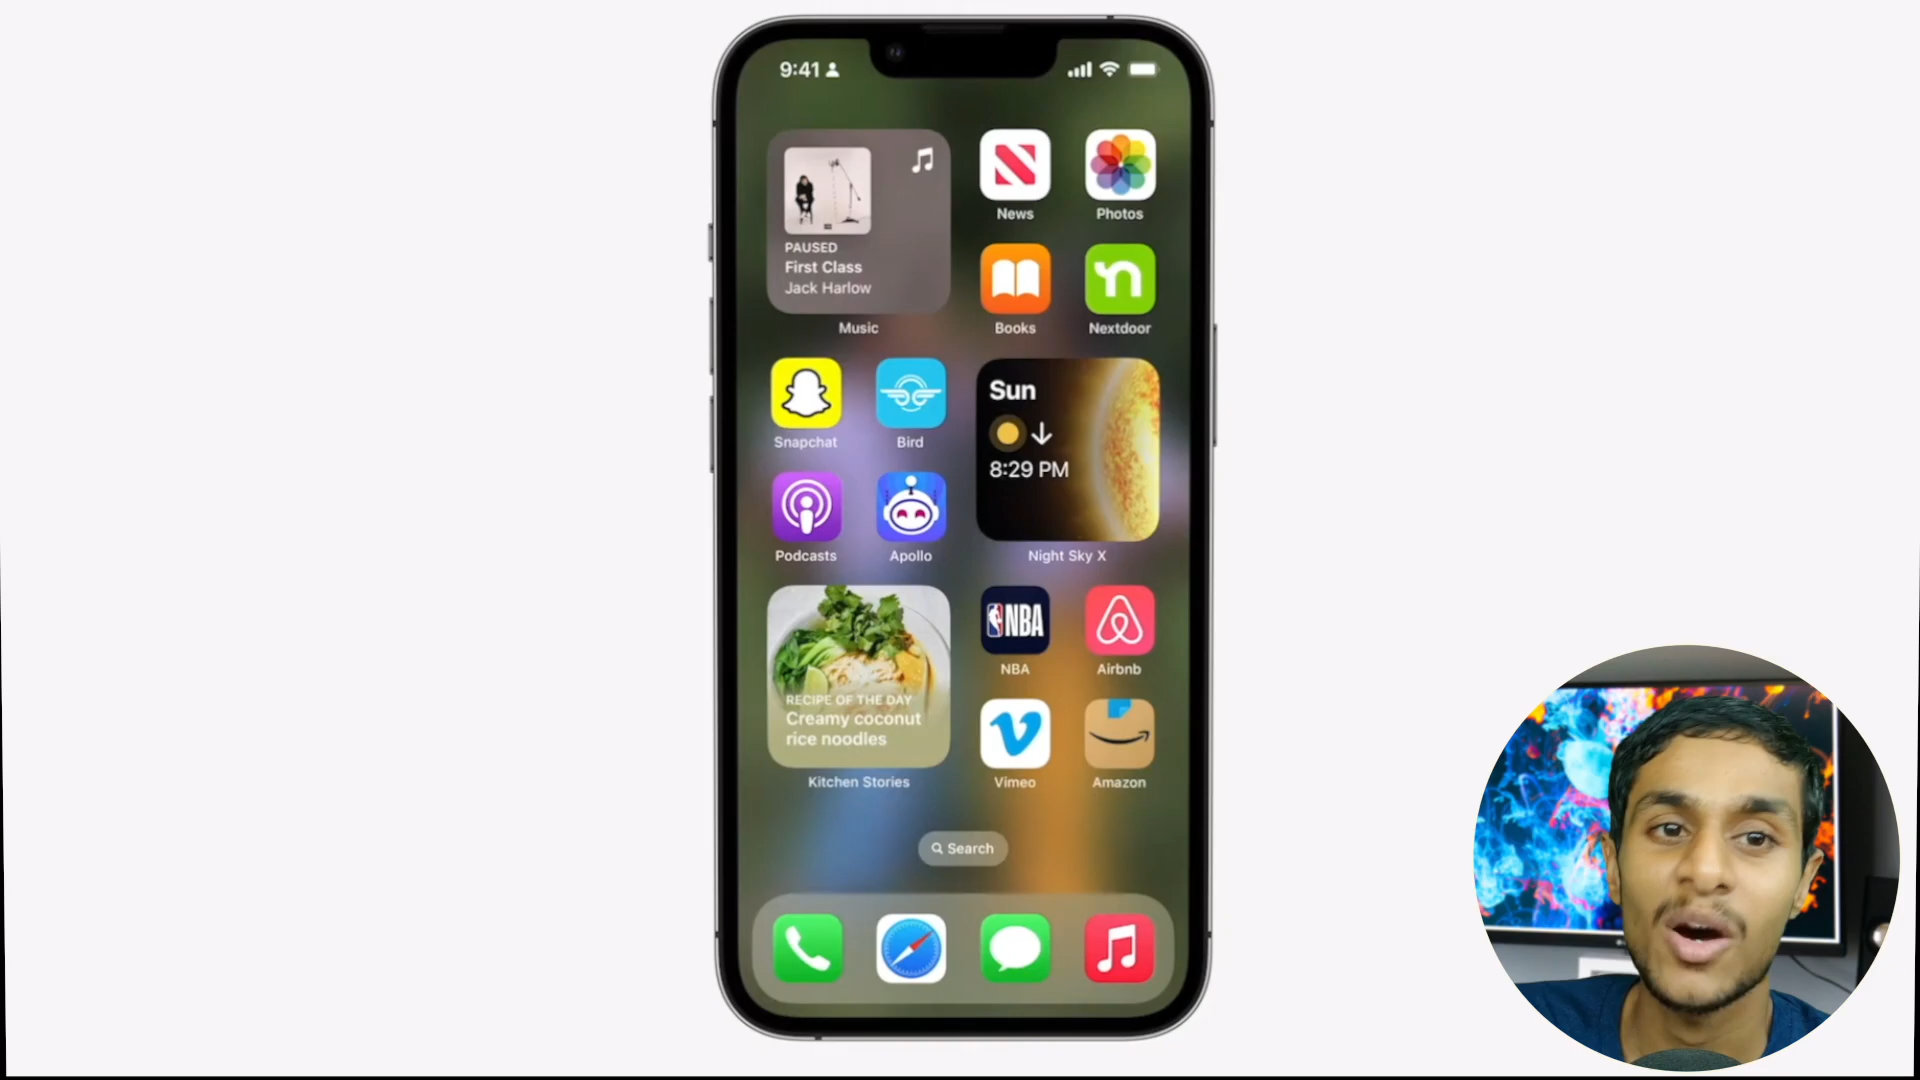 9:41
PAUSED
First Class
Jack Harlow
Music
News
Photos
Books
Nextdoor
Snapchat
Bird
Sun
8:29 PM
Podcasts
Apollo
Night Sky X
RECIPE OF THE DAY
Creamy coconut
rice noodles
Kitchen Stories
NBA
NBA
Airbnb
Vimeo
Amazon
Search